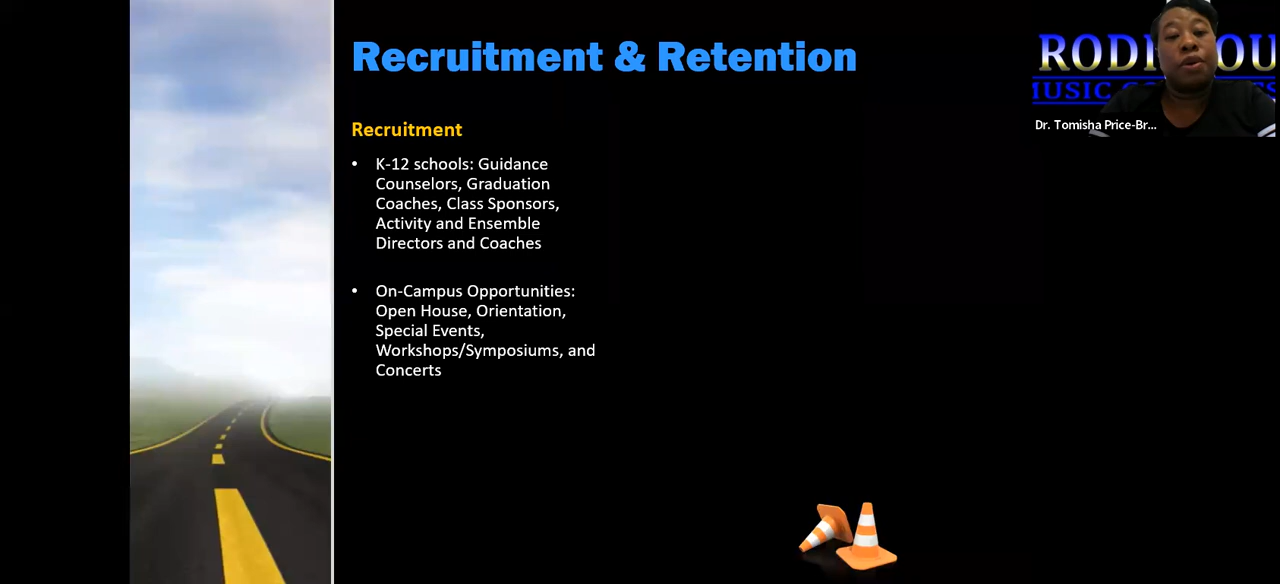 Recruitment & Retention
Recruitment
• K-12 schools: Guidance
Counselors, Graduation
Coaches, Class Sponsors,
Activity and Ensemble
Directors and Coaches
• On-Campus Opportunities:
Open House, Orientation,
Special Events,
Workshops/Symposiums, and
Concerts
MUSIC
Dr. Tomisha Price-Br...